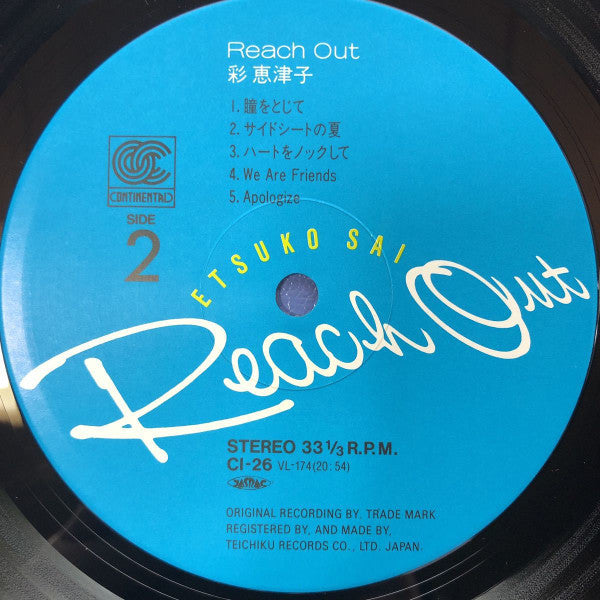 Reach Out
彩 恵津子
1. 瞳をとじて
2. サイドシートの夏
3. ハートをノックして
4. We Are Friends
5. Apologize
CONTINENTAL
SIDE
2
ETSUKO SAI
Reach Out
STEREO 33 1/3 R.P.M.
CI-26 VL-174(20:54)
JASRAC
ORIGINAL RECORDING BY, TRADE MARK
REGISTERED BY, AND MADE BY,
TEICHIKU RECORDS CO., LTD. JAPAN.